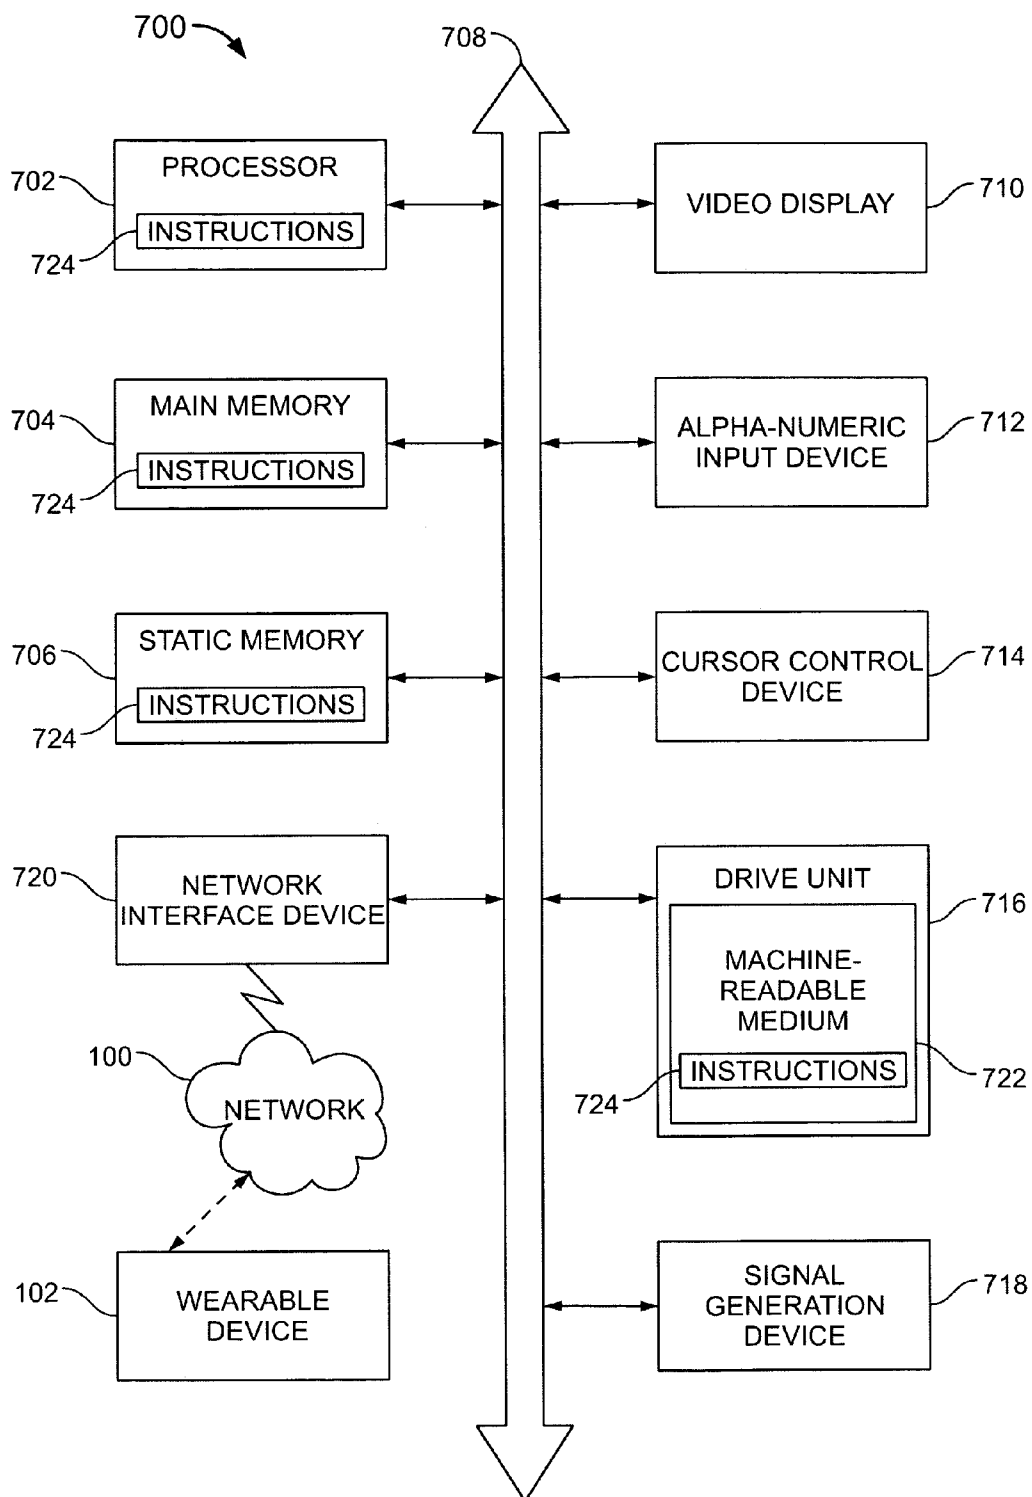 700
708
PROCESSOR
702
INSTRUCTIONS
724
VIDEO DISPLAY
710
MAIN MEMORY
704
INSTRUCTIONS
724
ALPHA-NUMERIC
INPUT DEVICE
712
STATIC MEMORY
706
INSTRUCTIONS
724
CURSOR CONTROL
DEVICE
714
720
NETWORK
INTERFACE DEVICE
DRIVE UNIT
716
MACHINE-
READABLE
MEDIUM
INSTRUCTIONS
722
724
100
NETWORK
102
WEARABLE
DEVICE
SIGNAL
GENERATION
DEVICE
718